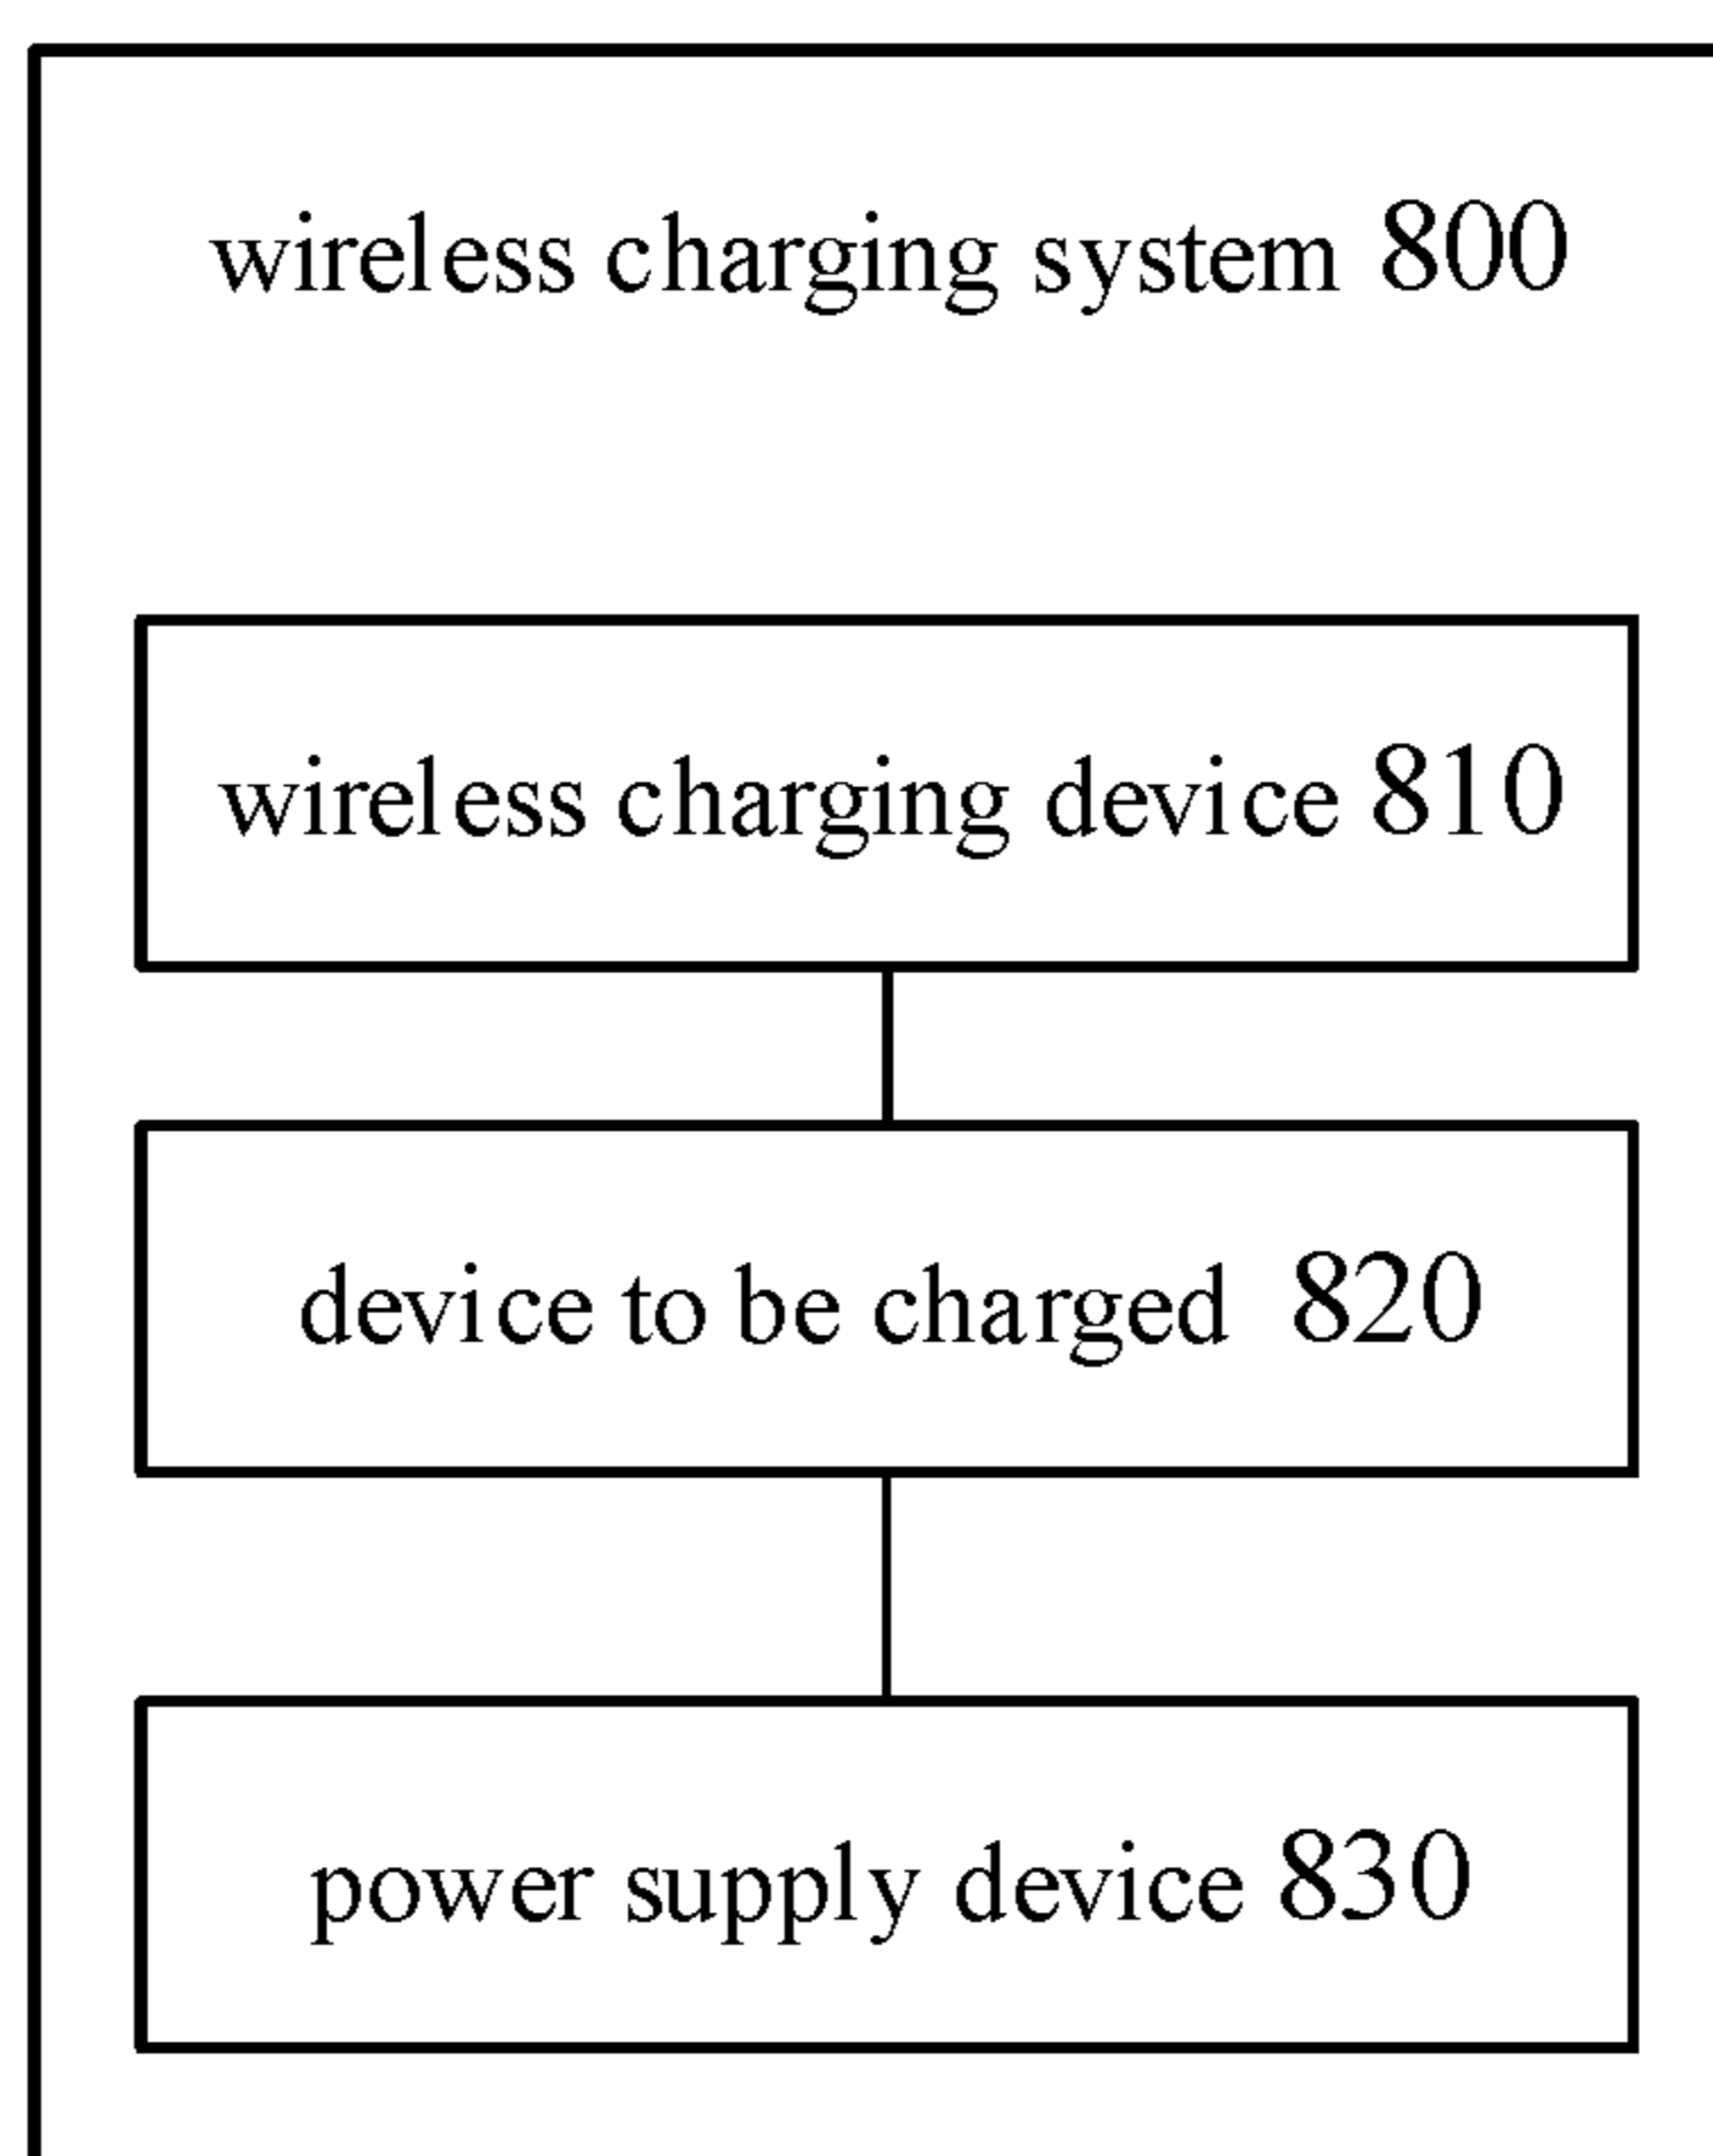 wireless charging system 800
wireless charging device 810
device to be charged 820
power supply device 830